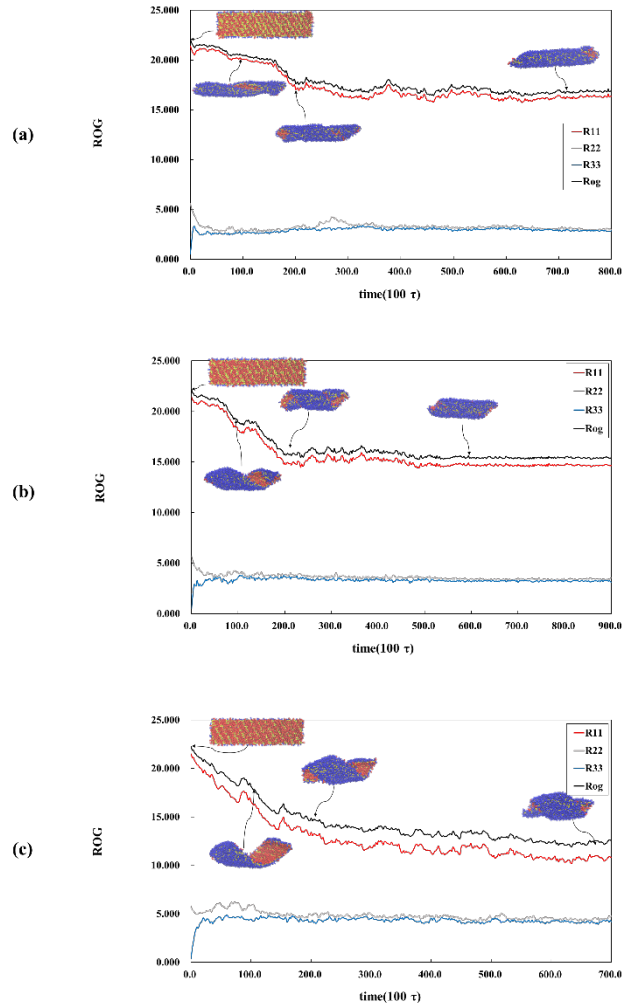 (a)
ROG
25.000
20.000
15.000
10.000
5.000
0.000
R11
R22
R33
Rog
0.0 100.0 200.0 300.0 400.0 500.0 600.0 700.0 800.0
time(100 τ)
(b)
ROG
25.000
20.000
15.000
10.000
5.000
0.000
R11
R22
R33
Rog
0.0 100.0 200.0 300.0 400.0 500.0 600.0 700.0 800.0 900.0
time(100 τ)
(c)
ROG
25.000
20.000
15.000
10.000
5.000
0.000
R11
R22
R33
Rog
0.0 100.0 200.0 300.0 400.0 500.0 600.0 700.0
time(100 τ)